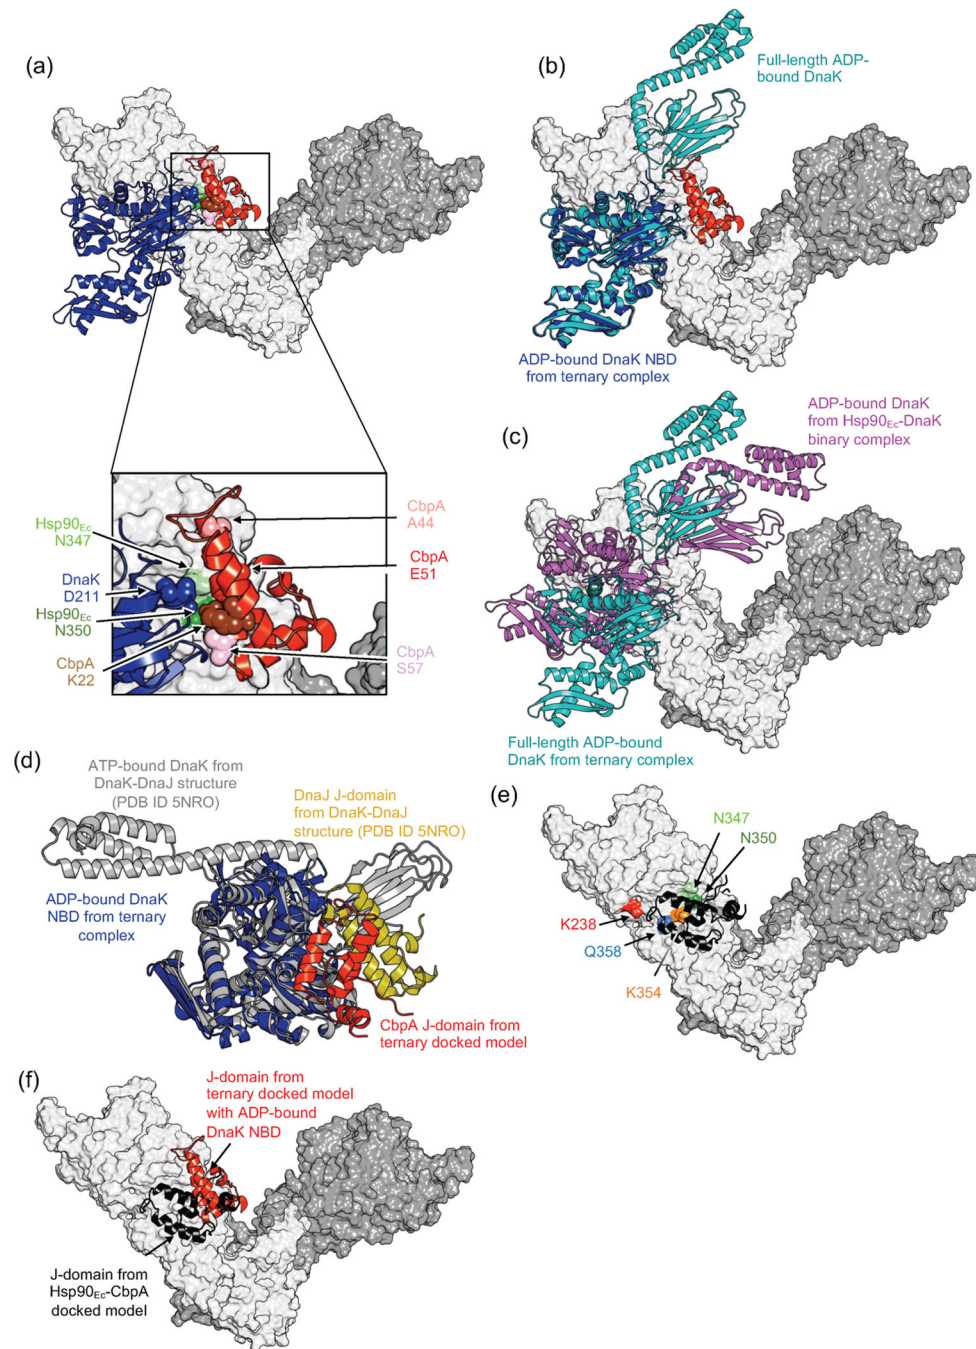 (a)
(b)
Full-length ADP-
bound DnaK
ADP-bound DnaK NBD
from ternary complex
Hsp90Ec
N347
DnaK
D211
Hsp90Ec
N350
CbpA
K22
CbpA
A44
CbpA
E51
CbpA
S57
(c)
ADP-bound DnaK
from Hsp90Ec-DnaK
binary complex
Full-length ADP-bound
DnaK from ternary complex
(d)
ATP-bound DnaK from
DnaK-DnaJ structure
(PDB ID 5NRO)
DnaJ J-domain
from DnaK-DnaJ
structure (PDB ID 5NRO)
ADP-bound DnaK
NBD from ternary
complex
CbpA J-domain from
ternary docked model
(e)
N347
N350
K238
Q358
K354
(f)
J-domain from
ternary docked model
with ADP-bound
DnaK NBD
J-domain from
Hsp90Ec-CbpA
docked model